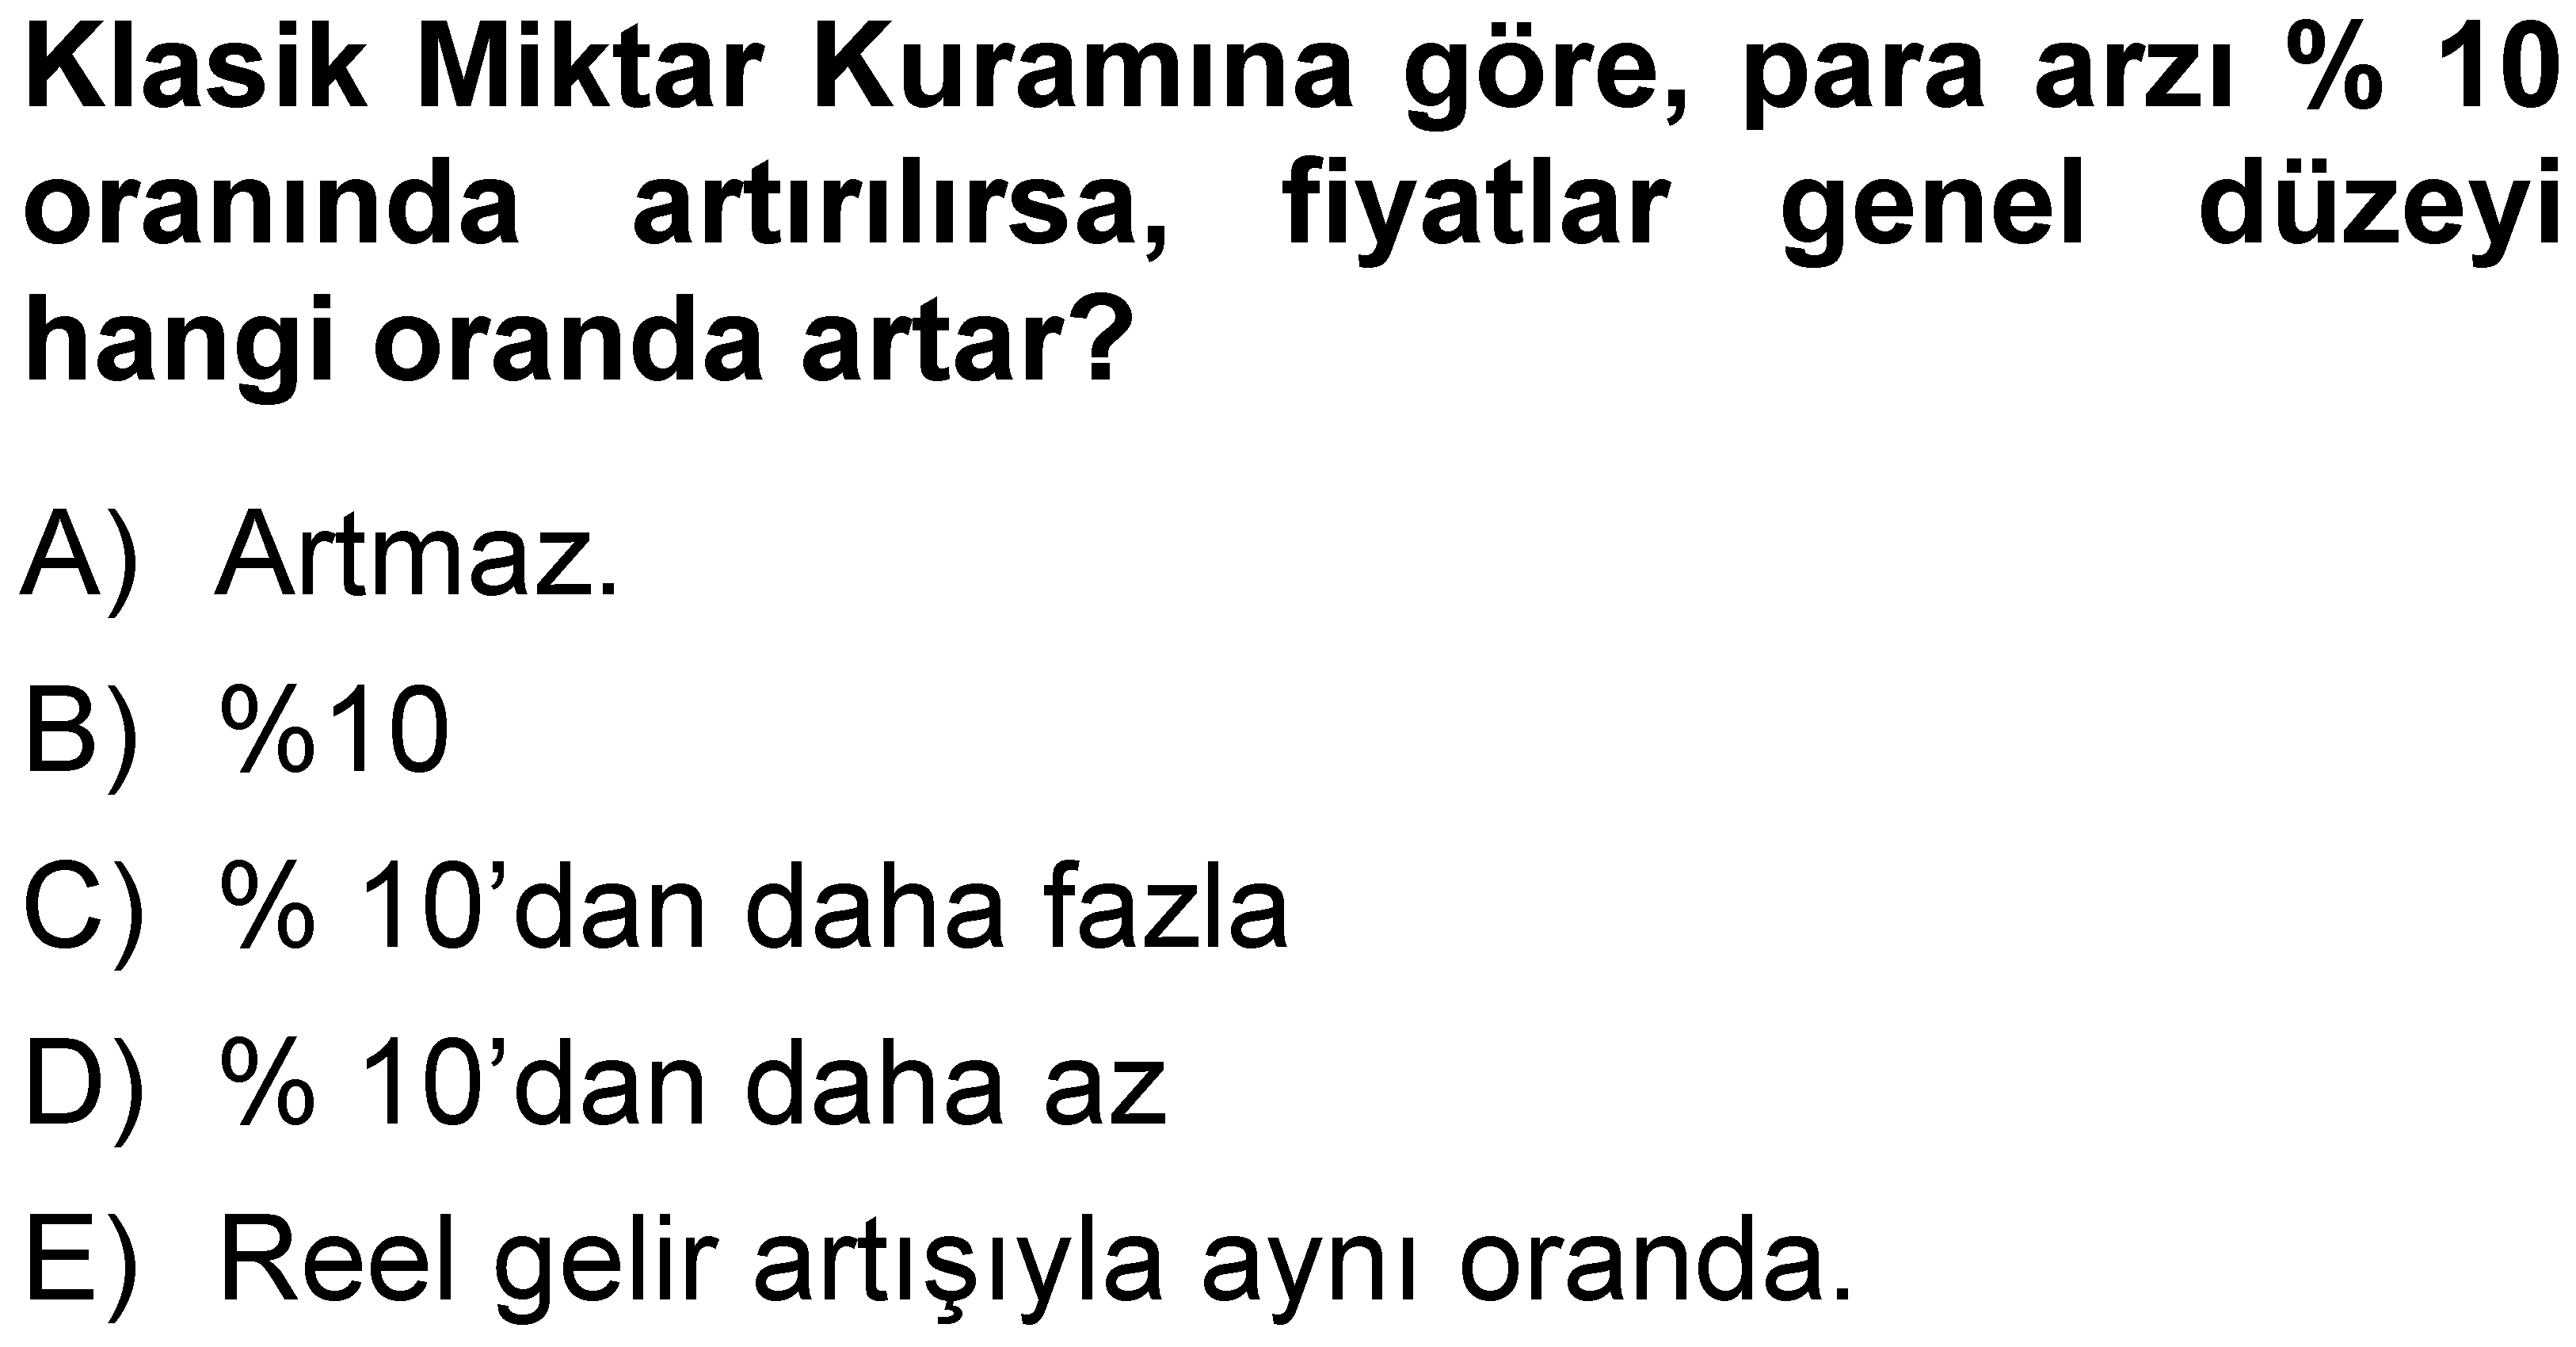 Klasik Miktar Kuramına göre, para arzı % 10
oranında artırılırsa, fiyatlar genel düzeyi
hangi oranda artar?
A) Artmaz.
B) %10
C) % 10’dan daha fazla
D) % 10’dan daha az
E) Reel gelir artışıyla aynı oranda.